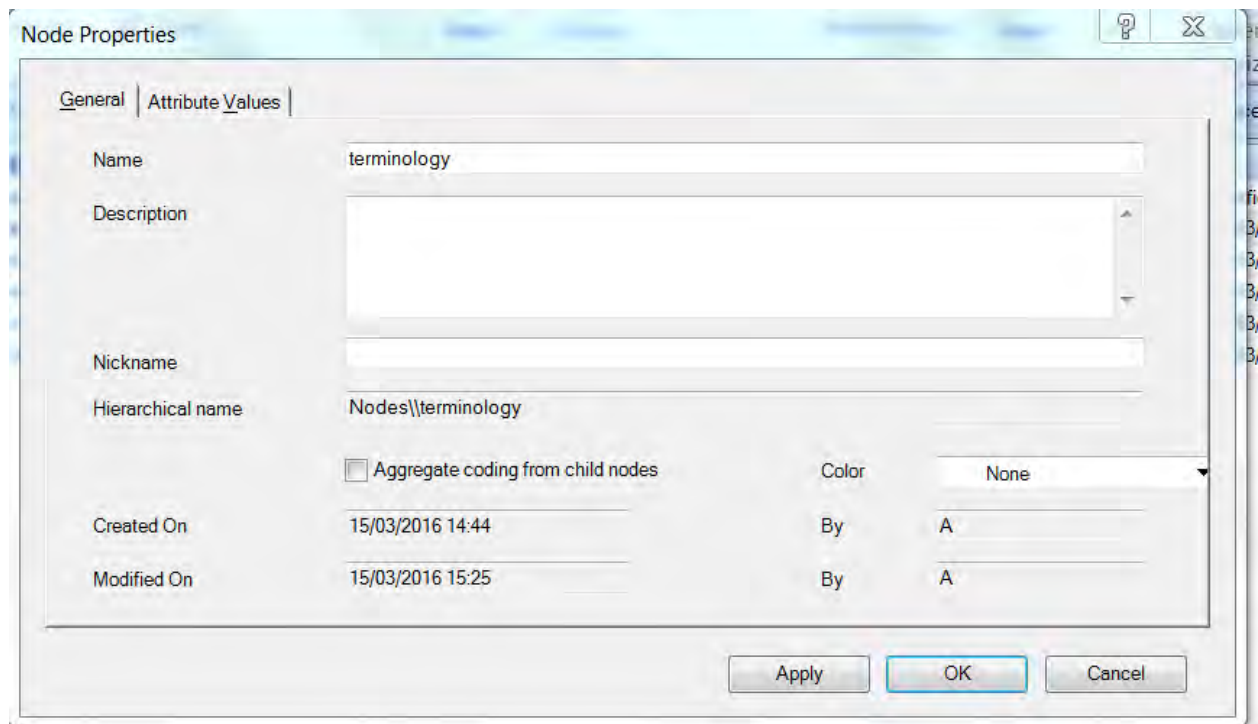 Node Properties
General Attribute Values
Name terminology
Description
Nickname
Hierarchical name Nodes\\terminology
Aggregate coding from child nodes Color None
Created On 15/03/2016 14:44 By A
Modified On 15/03/2016 15:25 By A
Apply OK Cancel